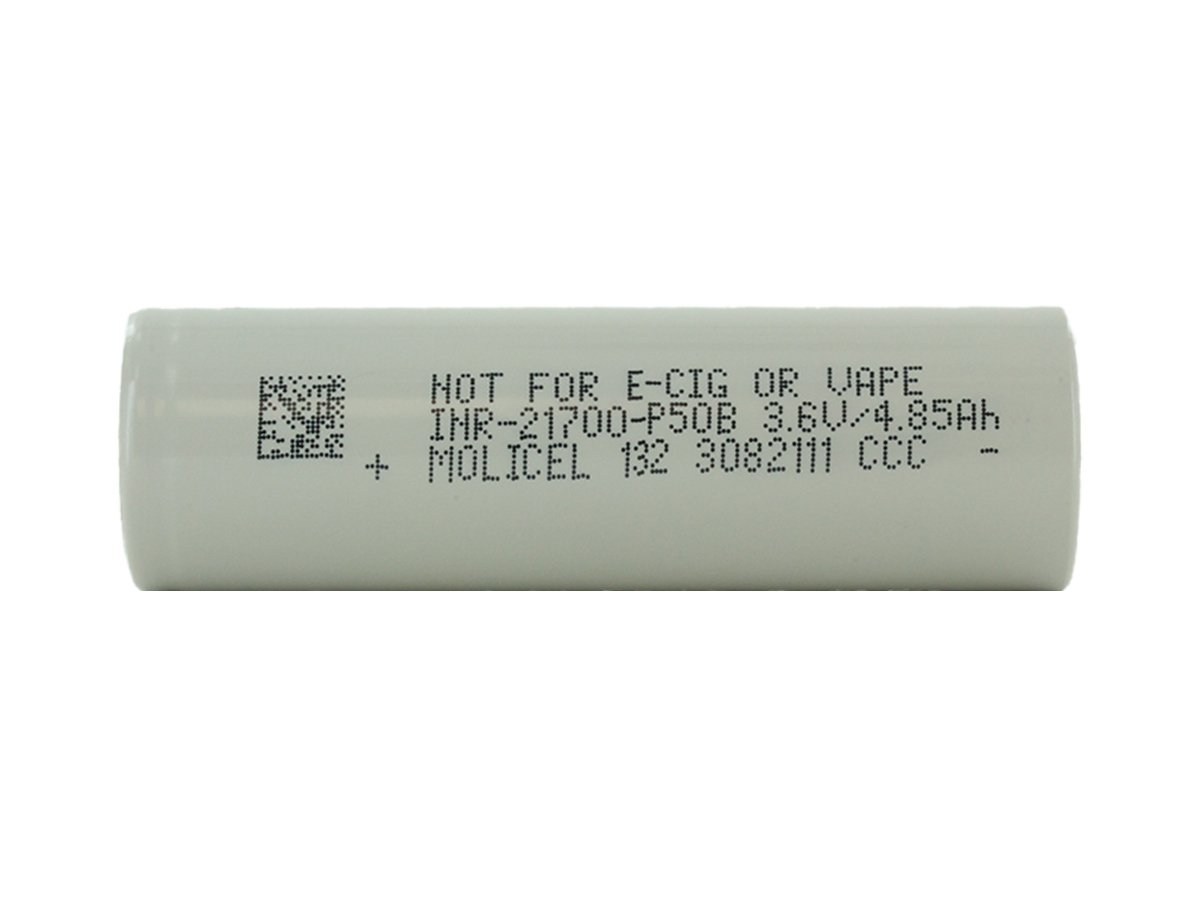 NOT FOR E-CIG OR VAPE
INR-21700-P50B 3.6V/4.85Ah
+ MOLICEL 132 3082111 CCC -